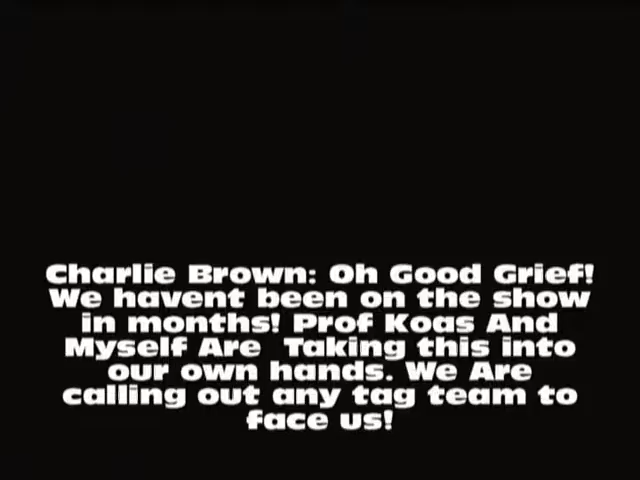 Charlie Brown: Oh Good Grief!
We havent been on the show
in months! Prof Koas And
Myself Are  Taking this into
our own hands. We Are
calling out any tag team to
face us!